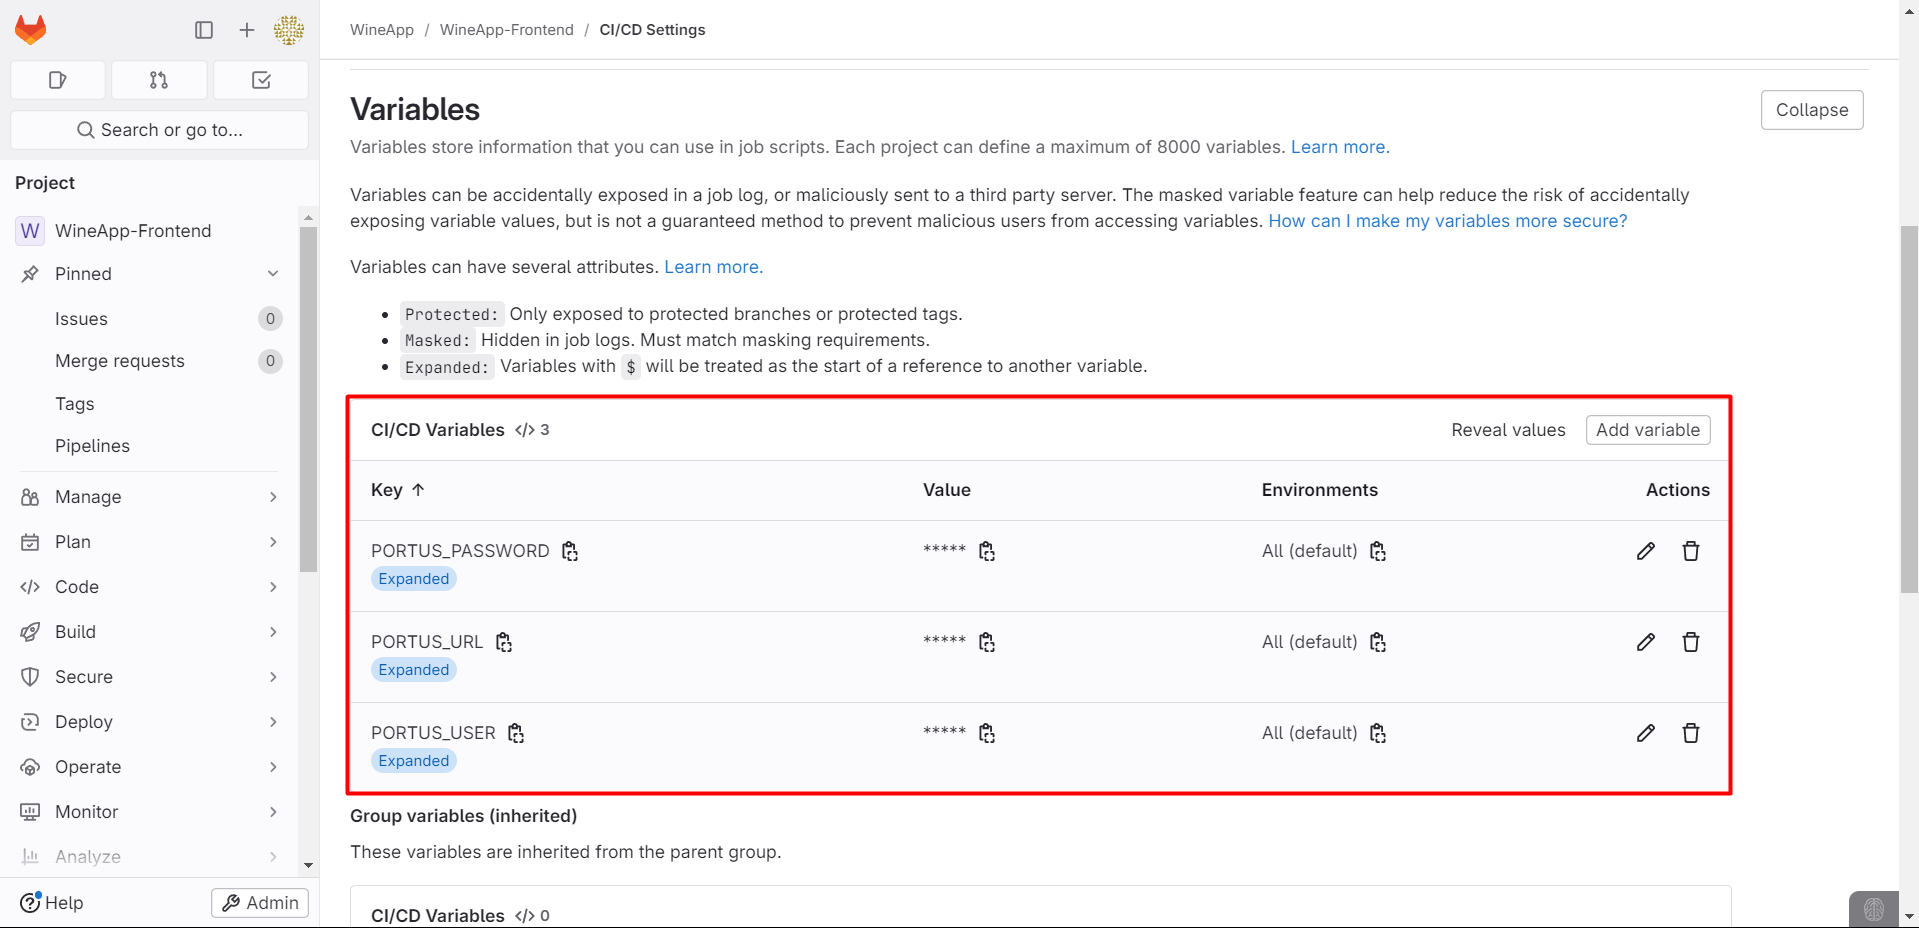 WineApp / WineApp-Frontend / CI/CD Settings
Search or go to...
Project
W WineApp-Frontend
Pinned
Issues 0
Merge requests 0
Tags
Pipelines
Manage
Plan
Code
Build
Secure
Deploy
Operate
Monitor
Analyze
Help
Admin
Variables
Collapse
Variables store information that you can use in job scripts. Each project can define a maximum of 8000 variables. Learn more.
Variables can be accidentally exposed in a job log, or maliciously sent to a third party server. The masked variable feature can help reduce the risk of accidentally
exposing variable values, but is not a guaranteed method to prevent malicious users from accessing variables. How can I make my variables more secure?
Variables can have several attributes. Learn more.
• Protected: Only exposed to protected branches or protected tags.
• Masked: Hidden in job logs. Must match masking requirements.
• Expanded: Variables with $ will be treated as the start of a reference to another variable.
CI/CD Variables </> 3 Reveal values Add variable
Key ↑ Value Environments Actions
PORTUS_PASSWORD ***** All (default)
Expanded
PORTUS_URL ***** All (default)
Expanded
PORTUS_USER ***** All (default)
Expanded
Group variables (inherited)
These variables are inherited from the parent group.
CI/CD Variables </> 0